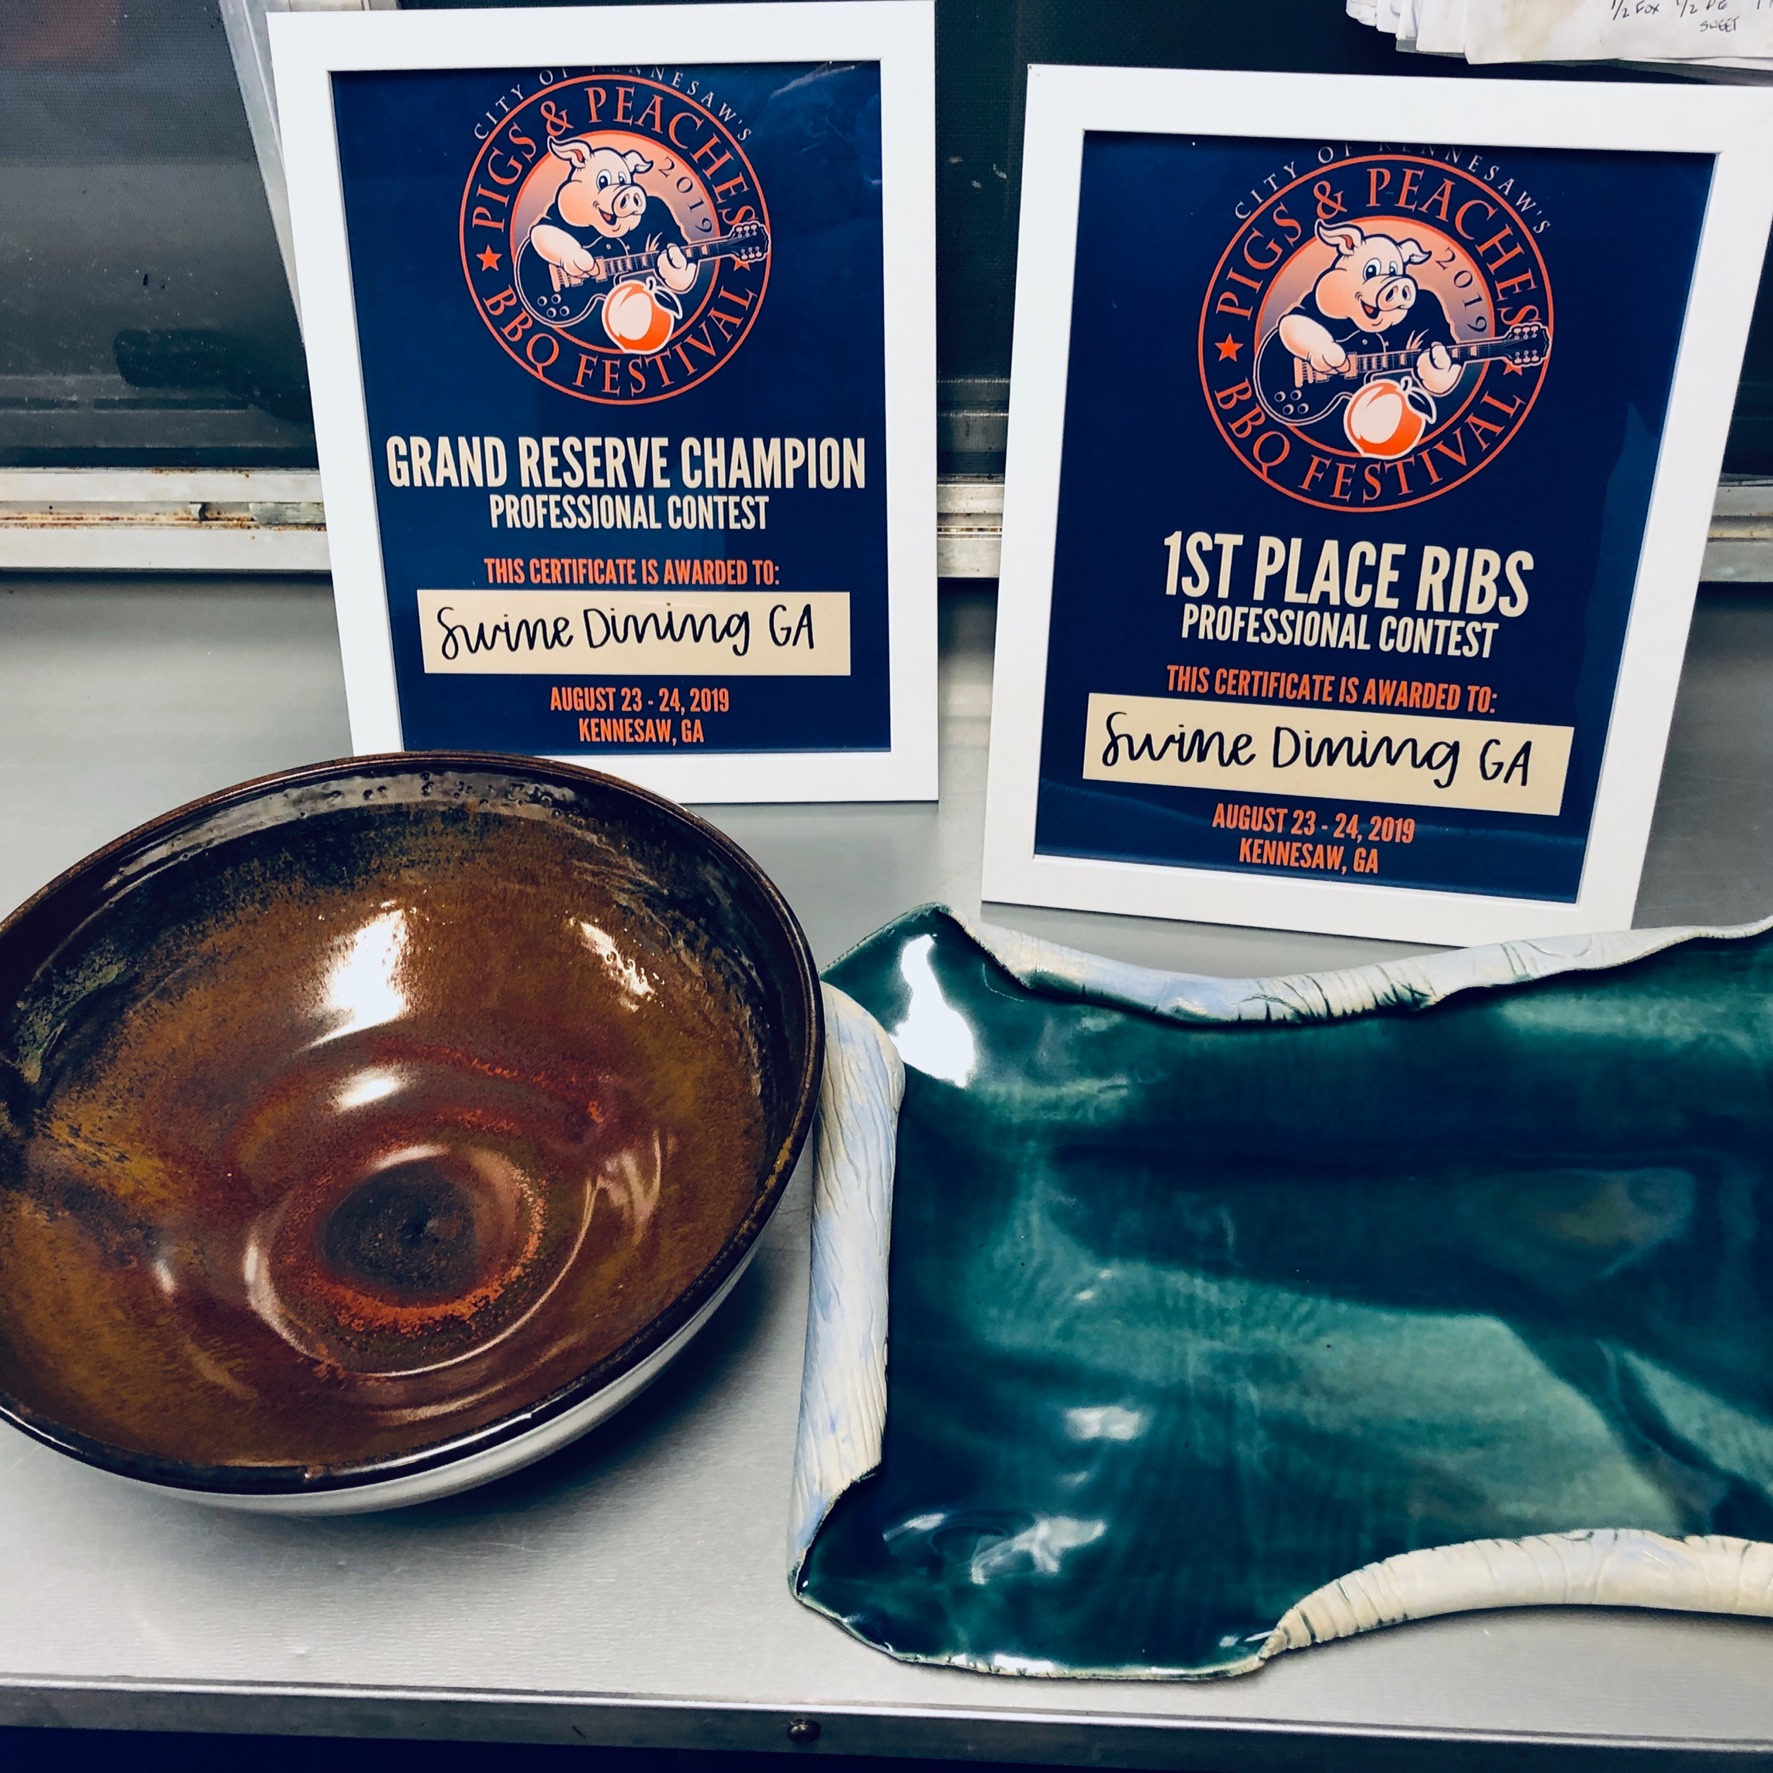 CITY OF KENNESAW'S
PIGS & PEACHES
2019
BBQ FESTIVAL
GRAND RESERVE CHAMPION
PROFESSIONAL CONTEST
THIS CERTIFICATE IS AWARDED TO:
Swine Dining GA
AUGUST 23 - 24, 2019
KENNESAW, GA
CITY OF KENNESAW'S
PIGS & PEACHES
2019
BBQ FESTIVAL
1ST PLACE RIBS
PROFESSIONAL CONTEST
THIS CERTIFICATE IS AWARDED TO:
Swine Dining GA
AUGUST 23 - 24, 2019
KENNESAW, GA
1/2 FOX 1/2 DG
SWEET